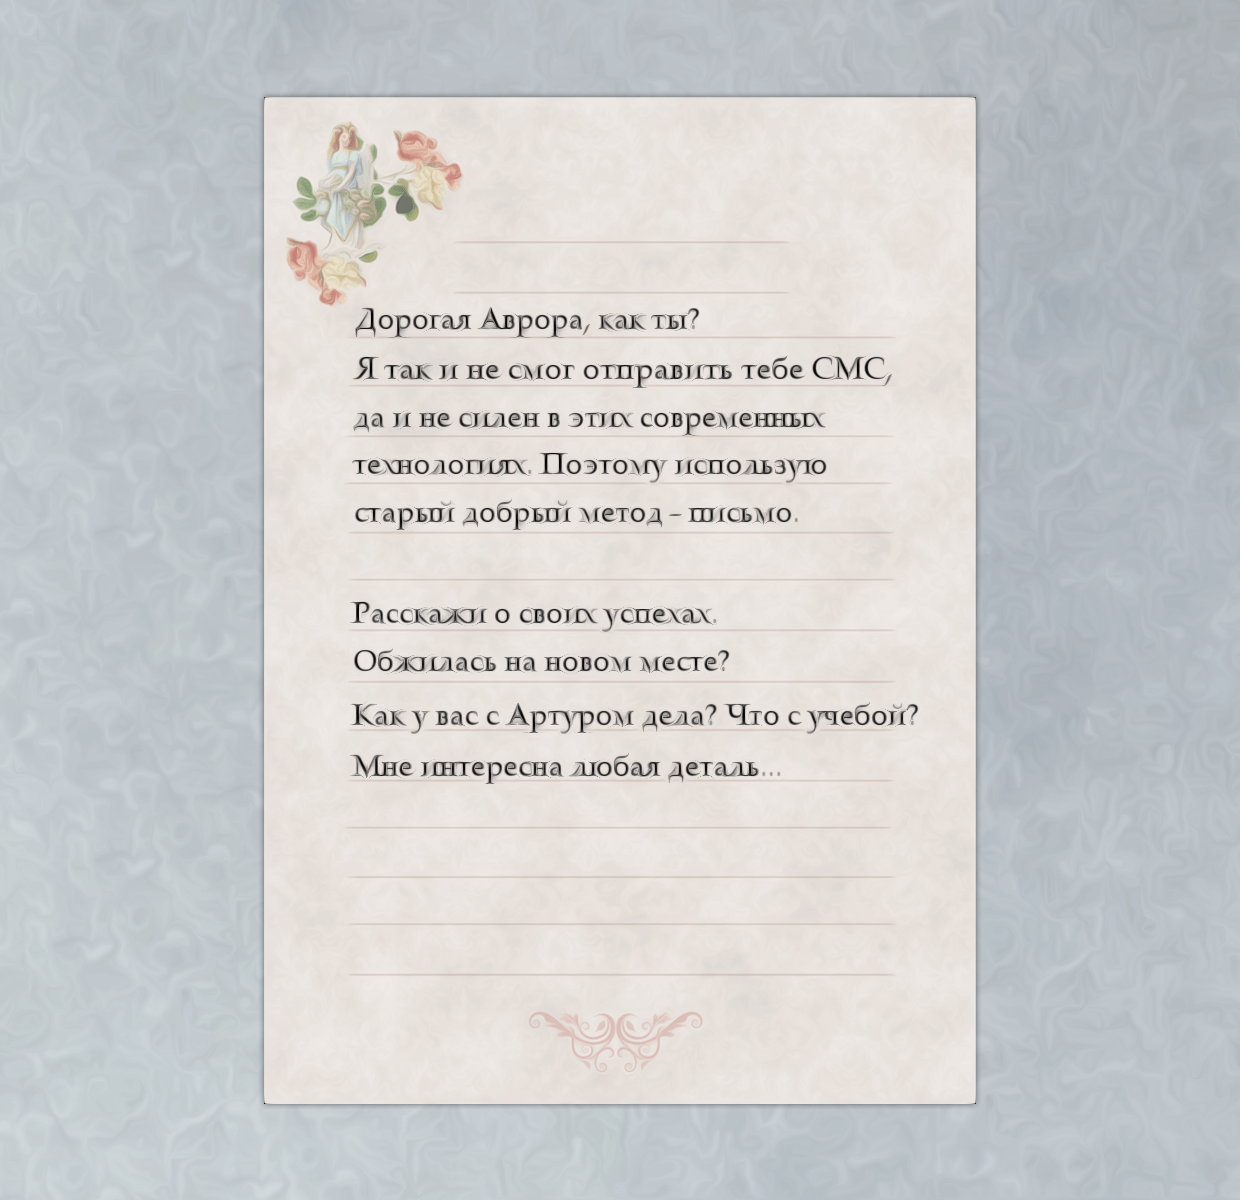 Дорогая Аврора, как ты?
Я так и не смог отправить тебе СМС,
да и не силен в этих современных
технологиях. Поэтому использую
старый добрый метод – письмо.
Расскажи о своих успехах.
Обжилась на новом месте?
Как у вас с Артуром дела? Что с учебой?
Мне интересна любая деталь...